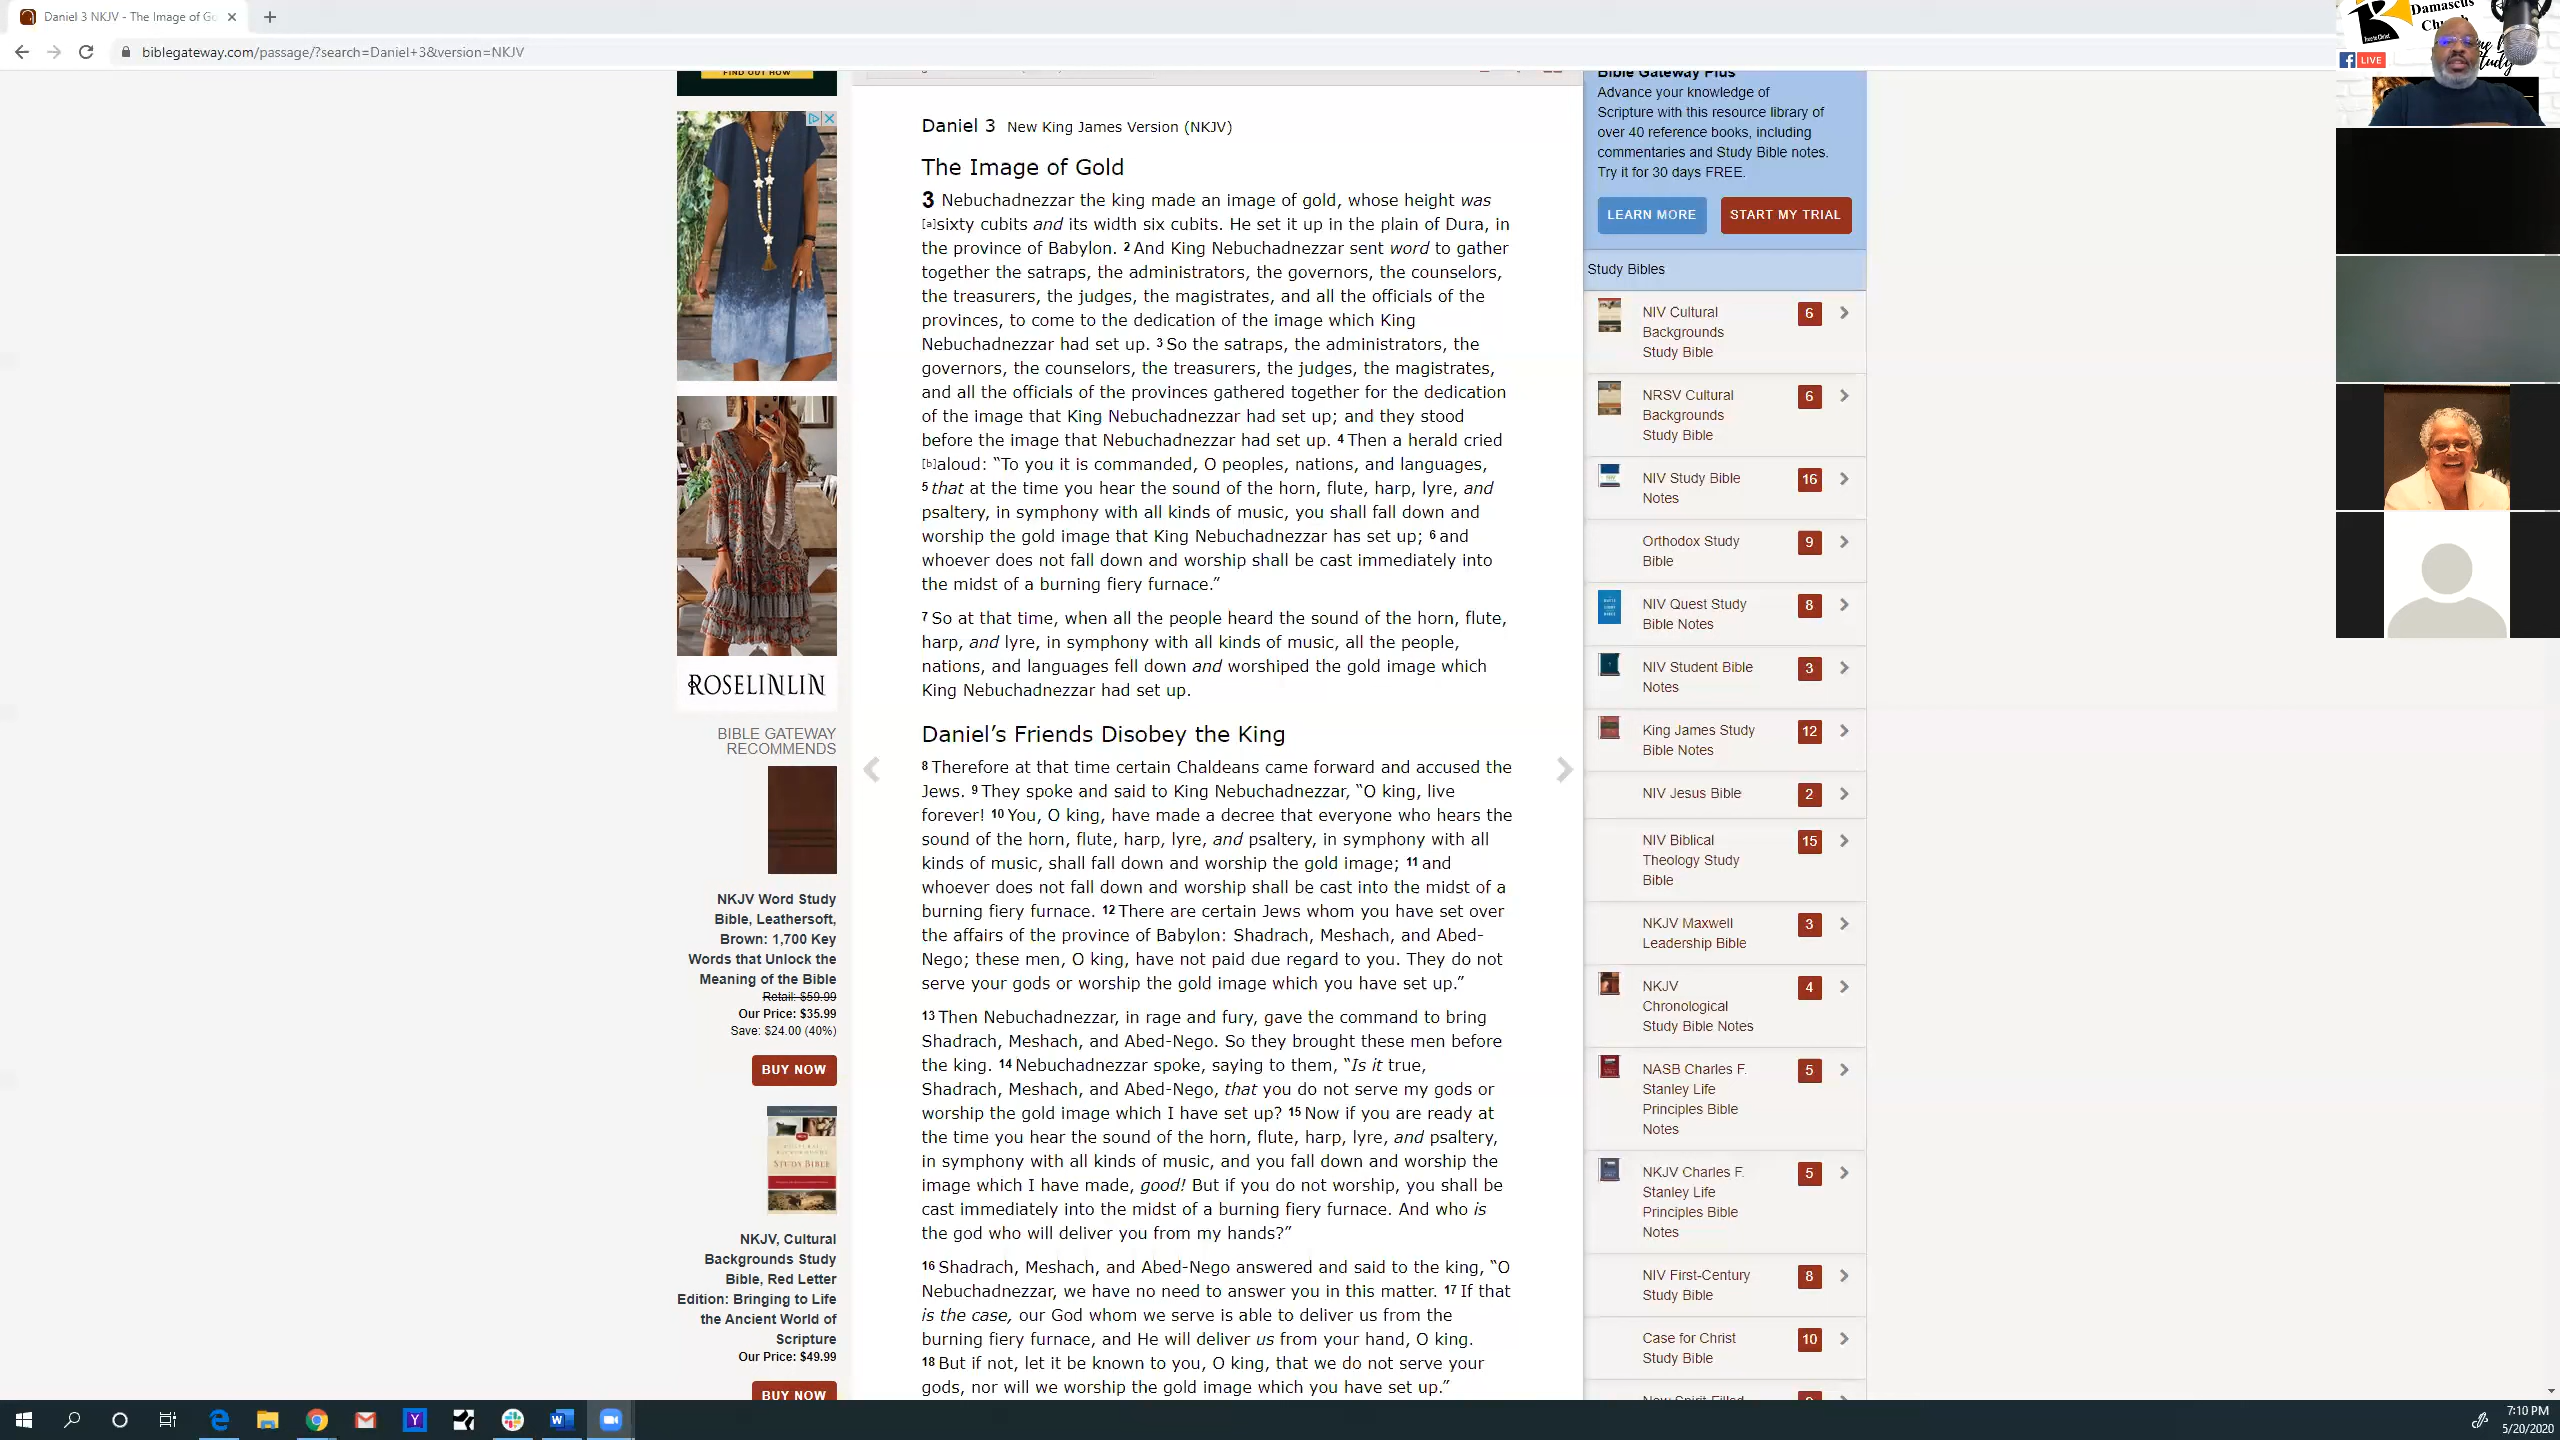 Daniel 3 NKJV - The Image of Go
biblegateway.com/passage/?search=Daniel+3&version=NKJV
FIND OUT HOW
ROSELINLIN
BIBLE GATEWAY
RECOMMENDS
NKJV Word Study
Bible, Leathersoft,
Brown: 1,700 Key
Words that Unlock the
Meaning of the Bible
Retail: $59.99
Our Price: $35.99
Save: $24.00 (40%)
BUY NOW
STUDY BIBLE
NKJV, Cultural
Backgrounds Study
Bible, Red Letter
Edition: Bringing to Life
the Ancient World of
Scripture
Our Price: $49.99
BUY NOW
Daniel 3 New King James Version (NKJV)
The Image of Gold
3 Nebuchadnezzar the king made an image of gold, whose height was
[a]sixty cubits and its width six cubits. He set it up in the plain of Dura, in
the province of Babylon. 2 And King Nebuchadnezzar sent word to gather
together the satraps, the administrators, the governors, the counselors,
the treasurers, the judges, the magistrates, and all the officials of the
provinces, to come to the dedication of the image which King
Nebuchadnezzar had set up. 3 So the satraps, the administrators, the
governors, the counselors, the treasurers, the judges, the magistrates,
and all the officials of the provinces gathered together for the dedication
of the image that King Nebuchadnezzar had set up; and they stood
before the image that Nebuchadnezzar had set up. 4 Then a herald cried
[b]aloud: “To you it is commanded, O peoples, nations, and languages,
5 that at the time you hear the sound of the horn, flute, harp, lyre, and
psaltery, in symphony with all kinds of music, you shall fall down and
worship the gold image that King Nebuchadnezzar has set up; 6 and
whoever does not fall down and worship shall be cast immediately into
the midst of a burning fiery furnace.”
7 So at that time, when all the people heard the sound of the horn, flute,
harp, and lyre, in symphony with all kinds of music, all the people,
nations, and languages fell down and worshiped the gold image which
King Nebuchadnezzar had set up.
Daniel’s Friends Disobey the King
8 Therefore at that time certain Chaldeans came forward and accused the
Jews. 9 They spoke and said to King Nebuchadnezzar, “O king, live
forever! 10 You, O king, have made a decree that everyone who hears the
sound of the horn, flute, harp, lyre, and psaltery, in symphony with all
kinds of music, shall fall down and worship the gold image; 11 and
whoever does not fall down and worship shall be cast into the midst of a
burning fiery furnace. 12 There are certain Jews whom you have set over
the affairs of the province of Babylon: Shadrach, Meshach, and Abed-
Nego; these men, O king, have not paid due regard to you. They do not
serve your gods or worship the gold image which you have set up.”
13 Then Nebuchadnezzar, in rage and fury, gave the command to bring
Shadrach, Meshach, and Abed-Nego. So they brought these men before
the king. 14 Nebuchadnezzar spoke, saying to them, “Is it true,
Shadrach, Meshach, and Abed-Nego, that you do not serve my gods or
worship the gold image which I have set up? 15 Now if you are ready at
the time you hear the sound of the horn, flute, harp, lyre, and psaltery,
in symphony with all kinds of music, and you fall down and worship the
image which I have made, good! But if you do not worship, you shall be
cast immediately into the midst of a burning fiery furnace. And who is
the god who will deliver you from my hands?”
16 Shadrach, Meshach, and Abed-Nego answered and said to the king, “O
Nebuchadnezzar, we have no need to answer you in this matter. 17 If that
is the case, our God whom we serve is able to deliver us from the
burning fiery furnace, and He will deliver us from your hand, O king.
18 But if not, let it be known to you, O king, that we do not serve your
gods, nor will we worship the gold image which you have set up.”
Bible Gateway Plus
Advance your knowledge of
Scripture with this resource library of
over 40 reference books, including
commentaries and Study Bible notes.
Try it for 30 days FREE.
LEARN MORE START MY TRIAL
Study Bibles
NIV Cultural
Backgrounds
Study Bible
6
NRSV Cultural
Backgrounds
Study Bible
6
NIV Study Bible
Notes
16
Orthodox Study
Bible
9
NIV Quest Study
Bible Notes
8
NIV Student Bible
Notes
3
King James Study
Bible Notes
12
NIV Jesus Bible
2
NIV Biblical
Theology Study
Bible
15
NKJV Maxwell
Leadership Bible
3
NKJV
Chronological
Study Bible Notes
4
NASB Charles F.
Stanley Life
Principles Bible
Notes
5
NKJV Charles F.
Stanley Life
Principles Bible
Notes
5
NIV First-Century
Study Bible
8
Case for Christ
Study Bible
10
Damascus
Church
LIVE
7:10 PM
5/20/2020